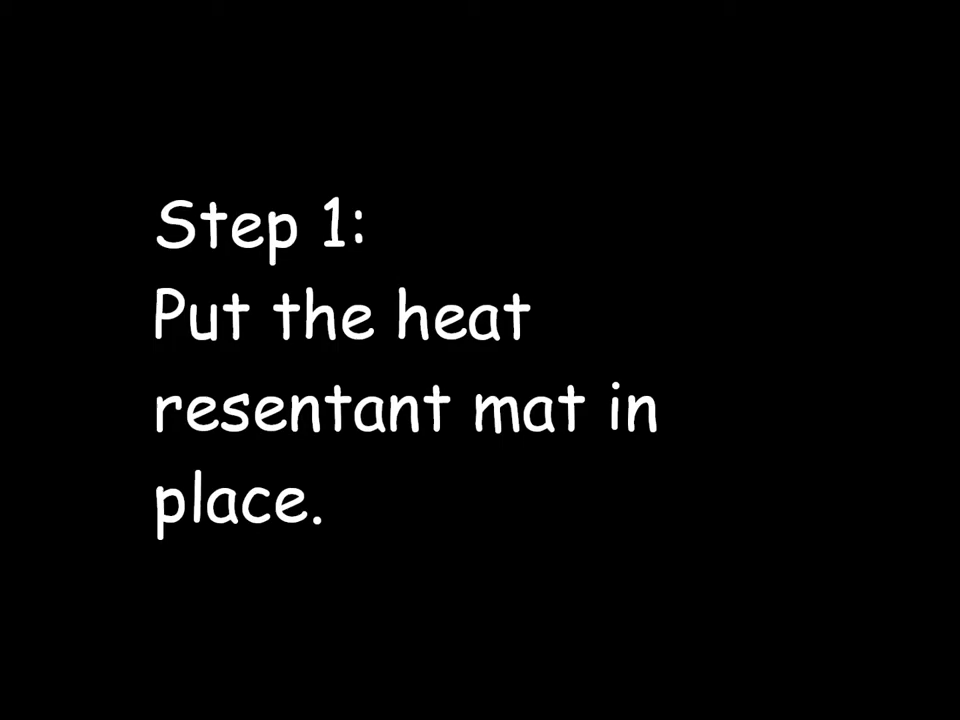 Step 1:
Put the heat
resentant mat in
place.